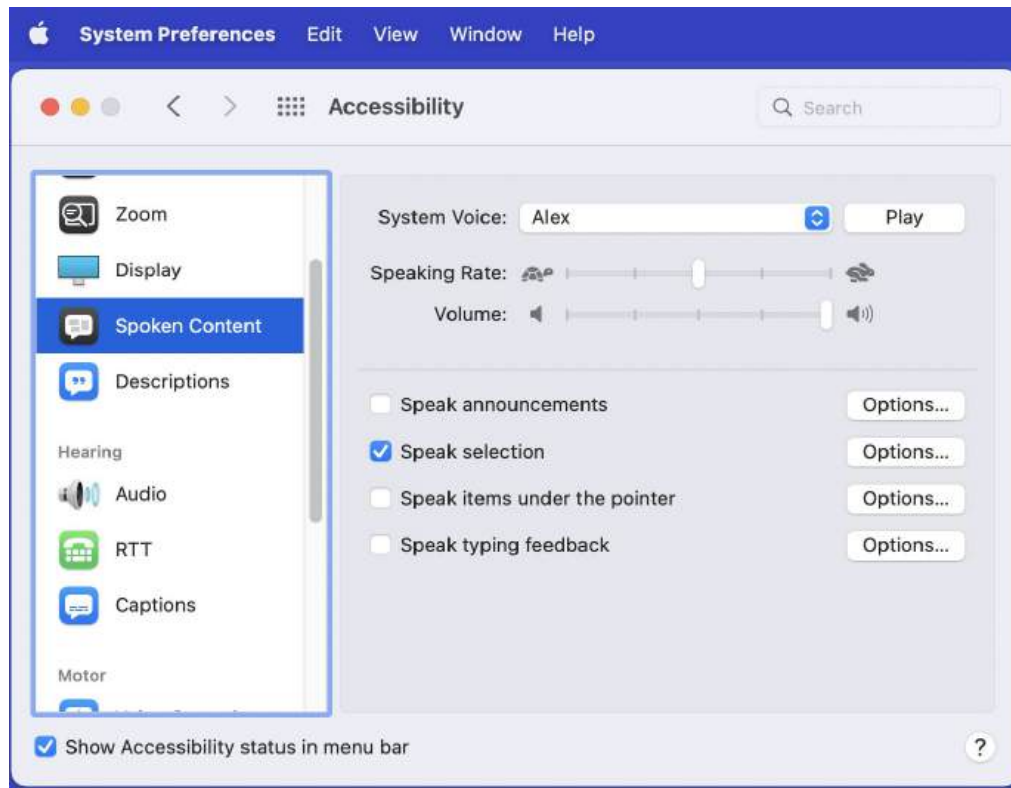 System Preferences Edit View Window Help
Accessibility
Search
Zoom
Display
Spoken Content
Descriptions
Hearing
Audio
RTT
Captions
Motor
System Voice: Alex Play
Speaking Rate:
Volume:
Speak announcements Options...
Speak selection Options...
Speak items under the pointer Options...
Speak typing feedback Options...
Show Accessibility status in menu bar ?